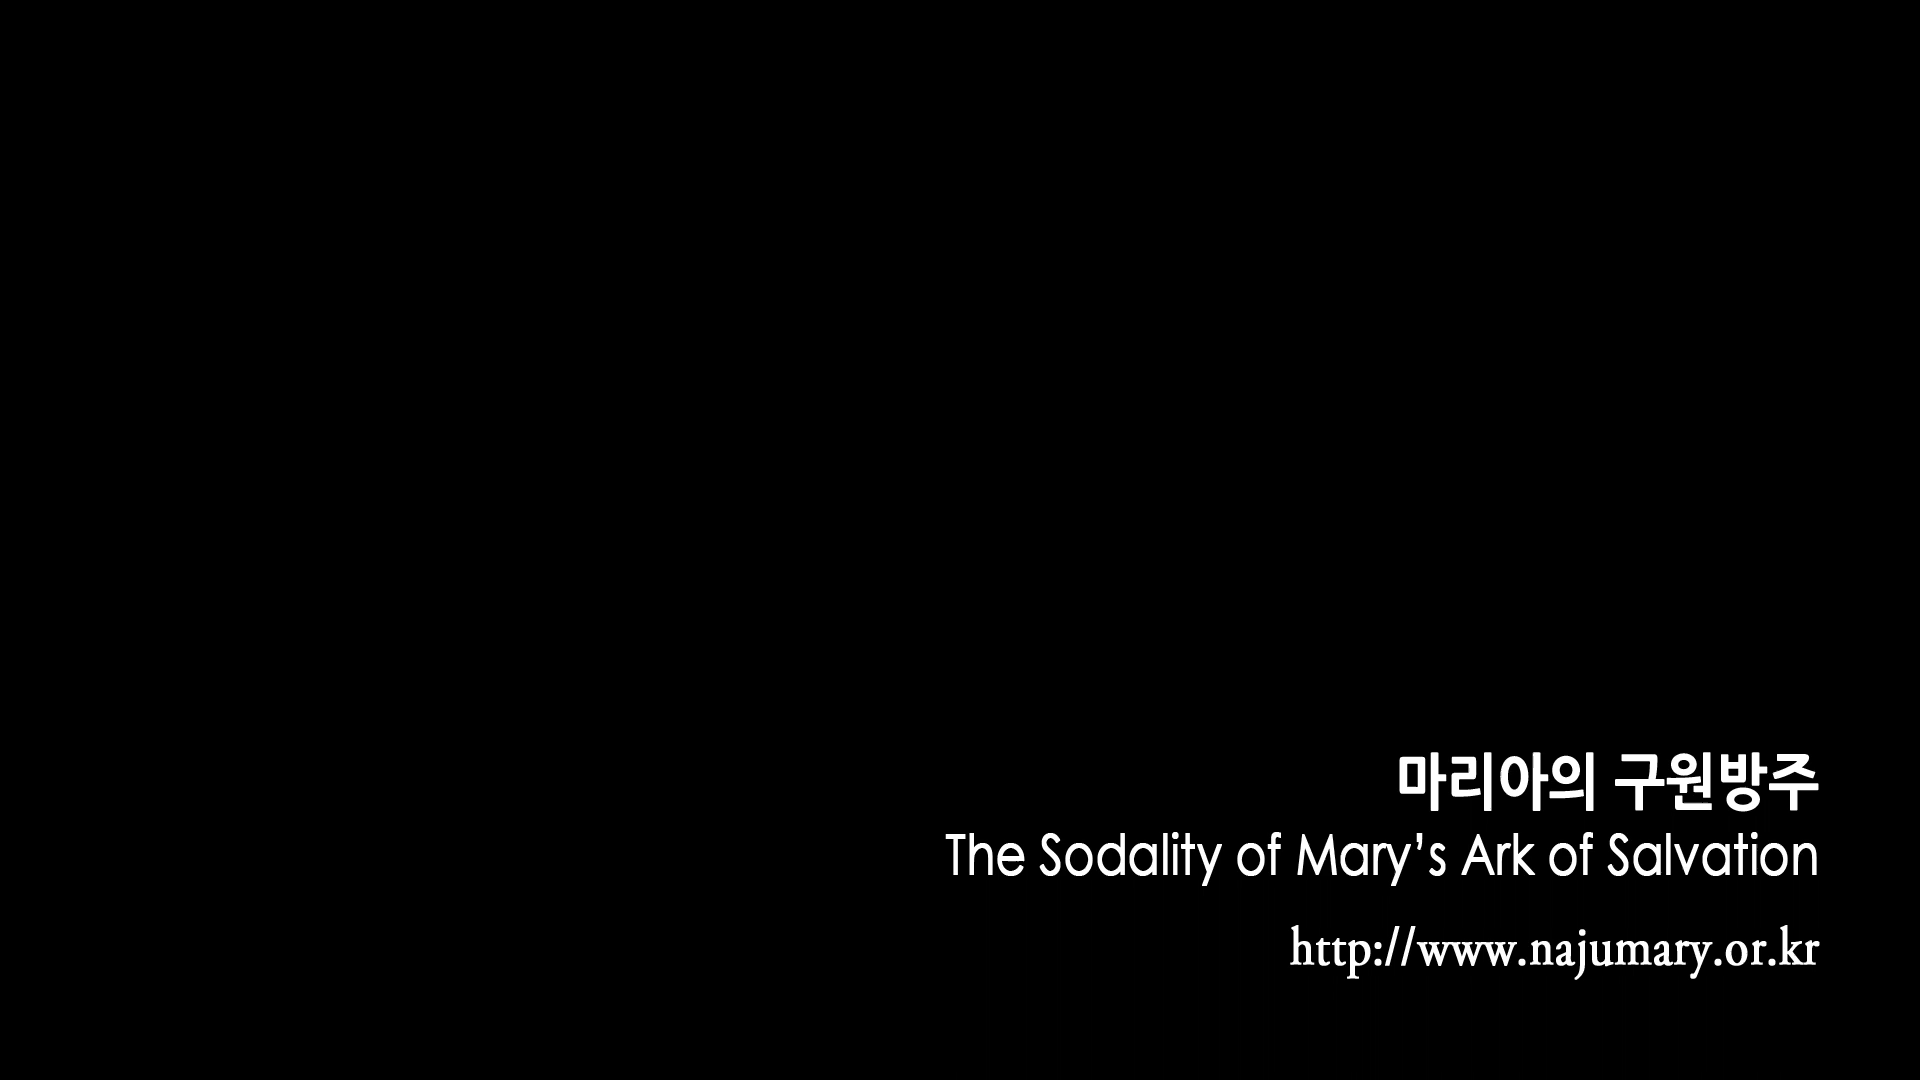 마리아의 구원방주
The Sodality of Mary’s Ark of Salvation
http://www.najumary.or.kr